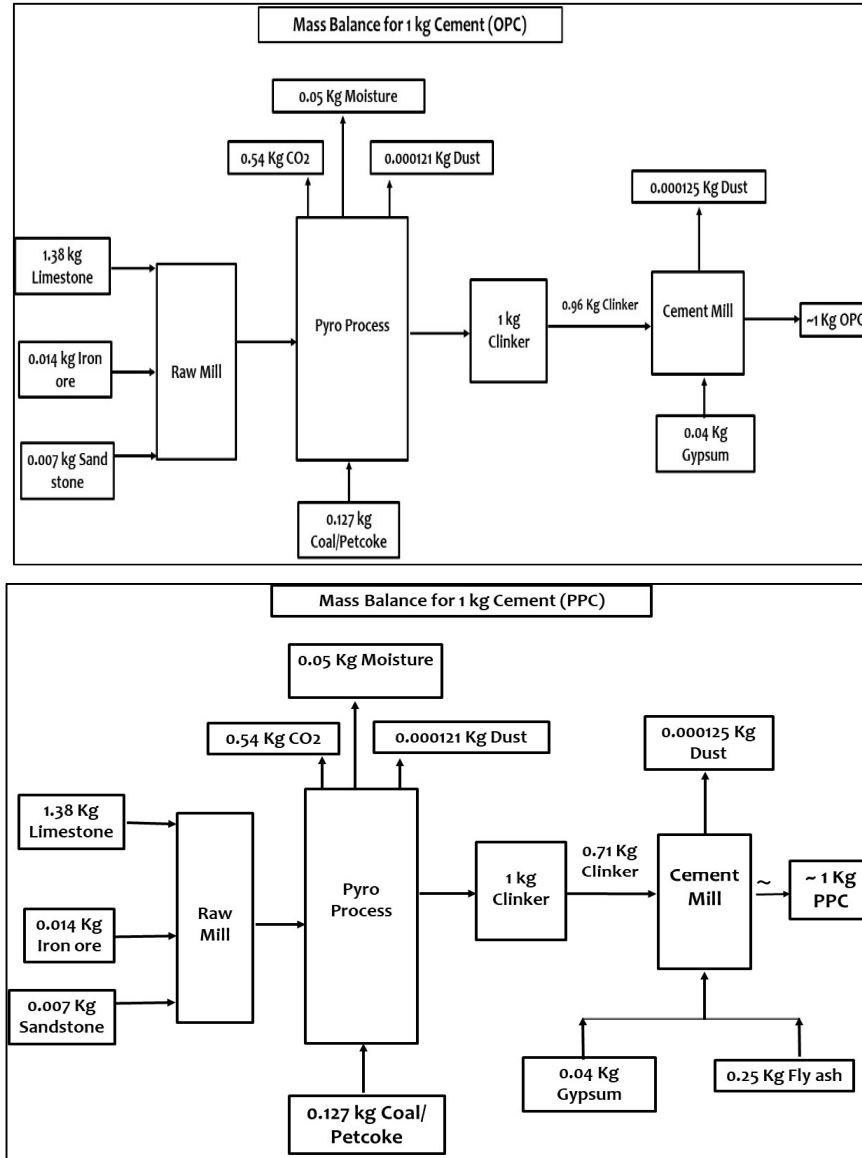 Mass Balance for 1 kg Cement (OPC)
0.05 Kg Moisture
0.54 Kg CO2
0.000121 Kg Dust
0.000125 Kg Dust
1.38 kg
Limestone
0.014 kg Iron
ore
0.007 kg Sand
stone
Raw Mill
Pyro Process
1 kg
Clinker
0.96 Kg Clinker
Cement Mill
~1 Kg OPC
0.04 Kg
Gypsum
0.127 kg
Coal/Petcoke
Mass Balance for 1 kg Cement (PPC)
0.05 Kg Moisture
0.54 Kg CO2
0.000121 Kg Dust
0.000125 Kg
Dust
1.38 Kg
Limestone
0.014 Kg
Iron ore
0.007 Kg
Sandstone
Raw
Mill
Pyro
Process
1 kg
Clinker
0.71 Kg
Clinker
Cement
Mill
~
~ 1 Kg
PPC
0.04 Kg
Gypsum
0.25 Kg Fly ash
0.127 kg Coal/
Petcoke